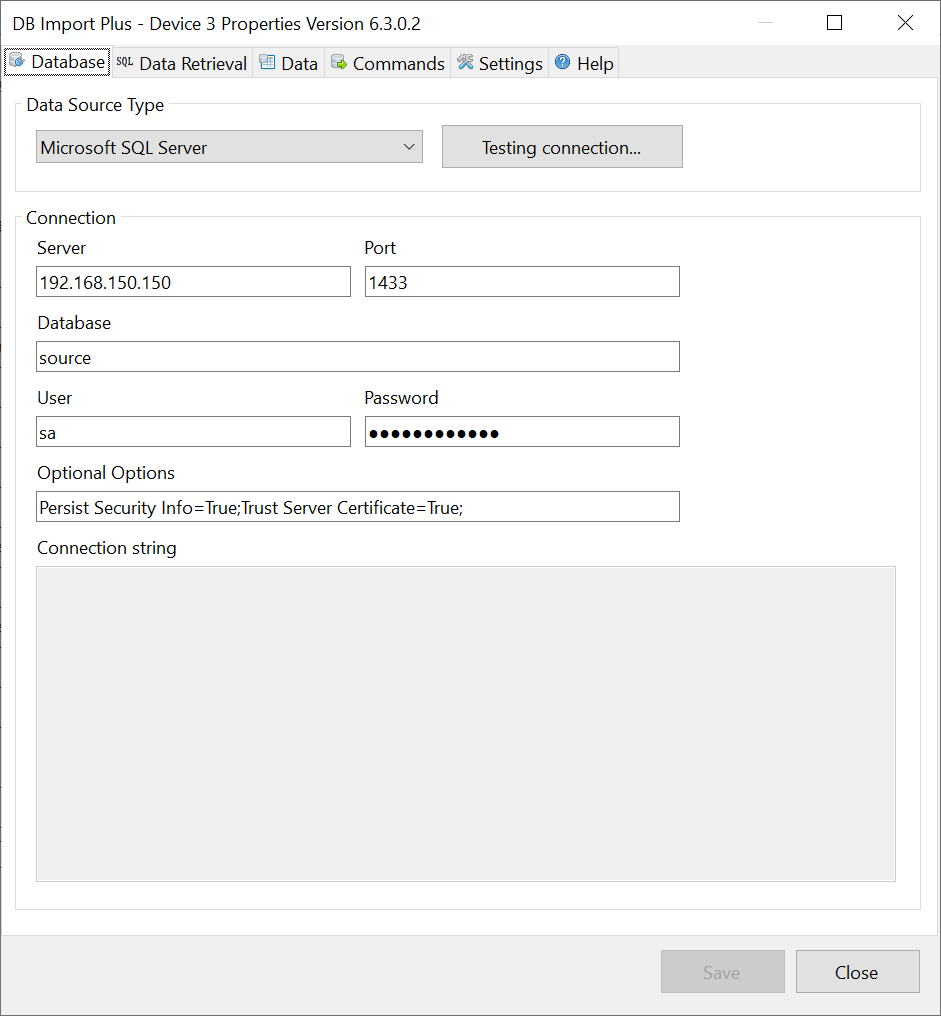 DB Import Plus - Device 3 Properties Version 6.3.0.2
Database SQL Data Retrieval Data Commands Settings ? Help
Data Source Type
Microsoft SQL Server Testing connection...
Connection
Server Port
192.168.150.150 1433
Database
source
User Password
sa ●●●●●●●●●●●●
Optional Options
Persist Security Info=True;Trust Server Certificate=True;
Connection string
Save Close